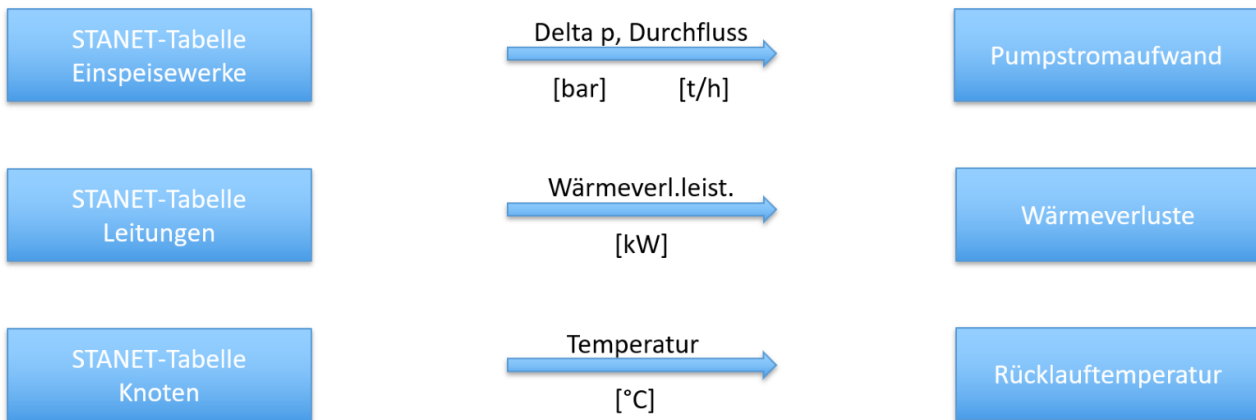 STANET-Tabelle
Einspeisewerke
Delta p, Durchfluss
[bar] [t/h]
Pumpstromaufwand
STANET-Tabelle
Leitungen
Wärmeverl.leist.
[kW]
Wärmeverluste
STANET-Tabelle
Knoten
Temperatur
[°C]
Rücklauftemperatur